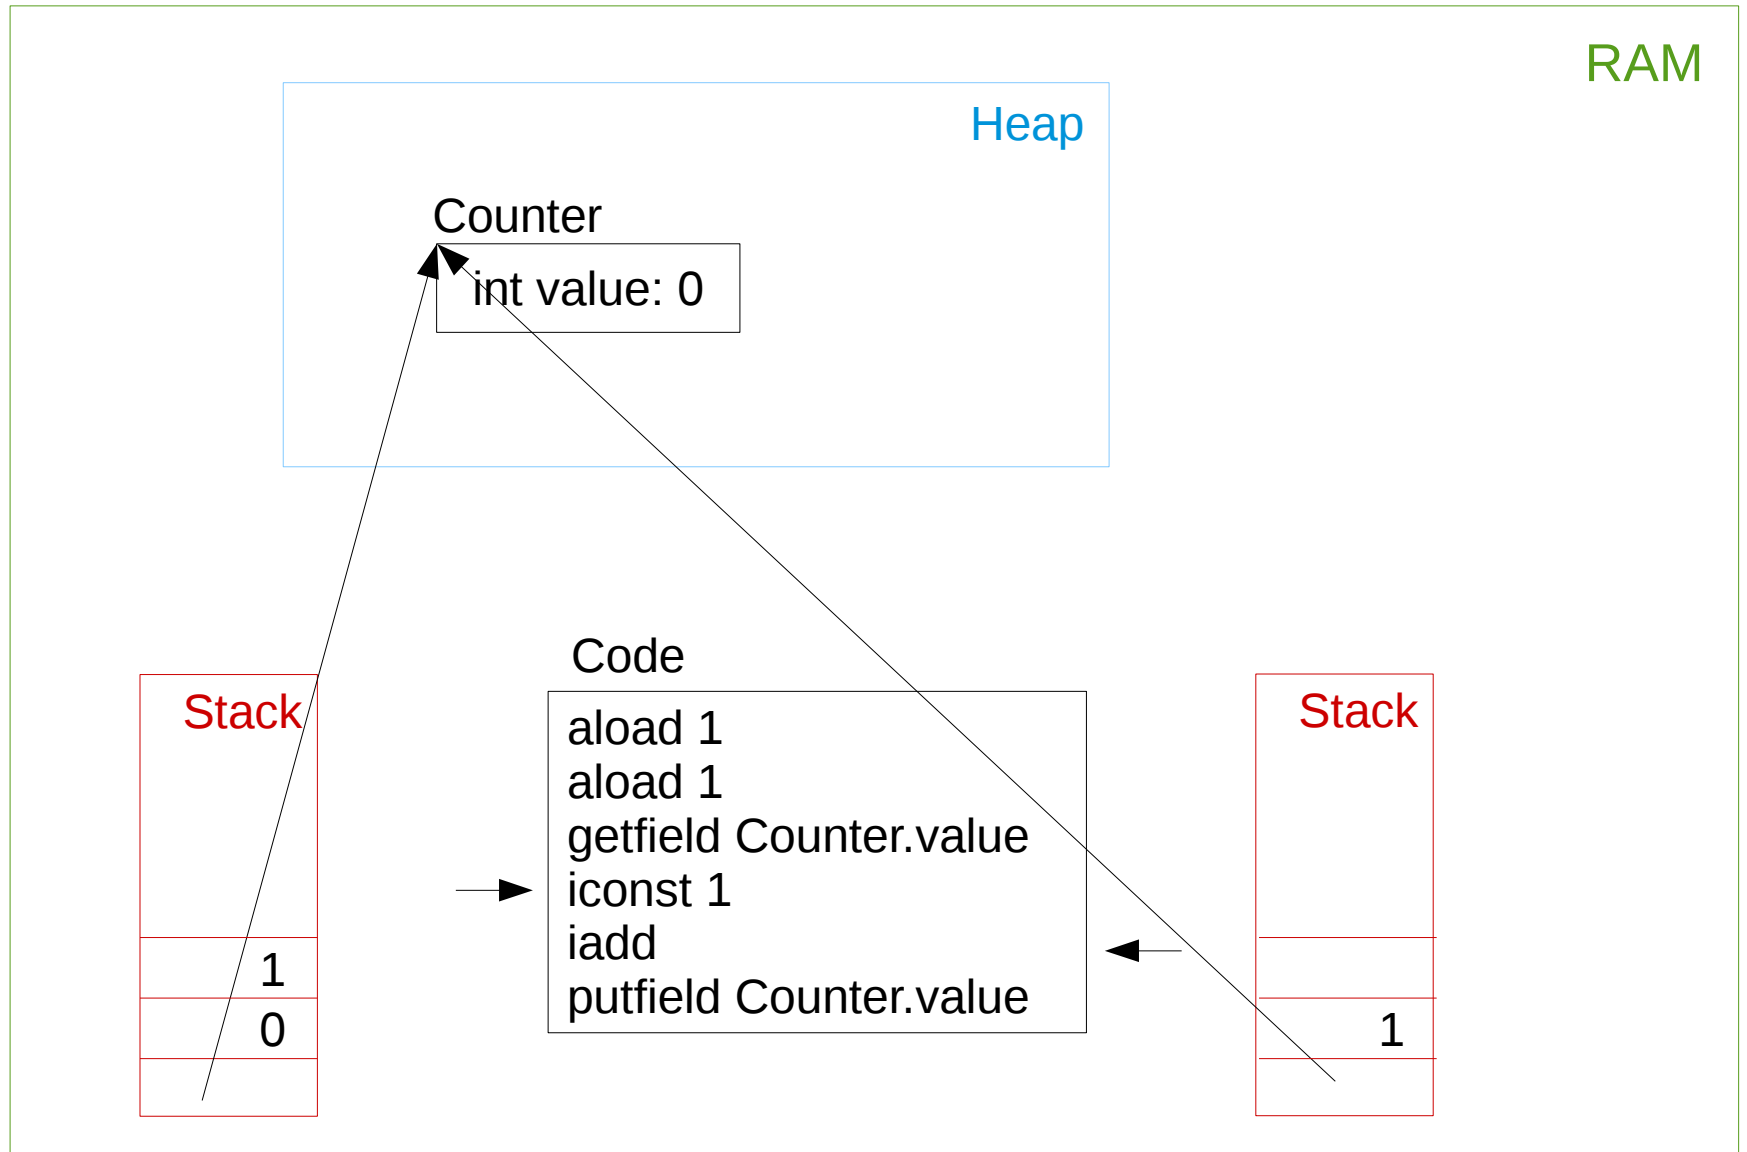 RAM
Heap
Counter
int value: 0
Code
Stack
aload 1
aload 1
getfield Counter.value
iconst 1
iadd
putfield Counter.value
Stack
1
0
1